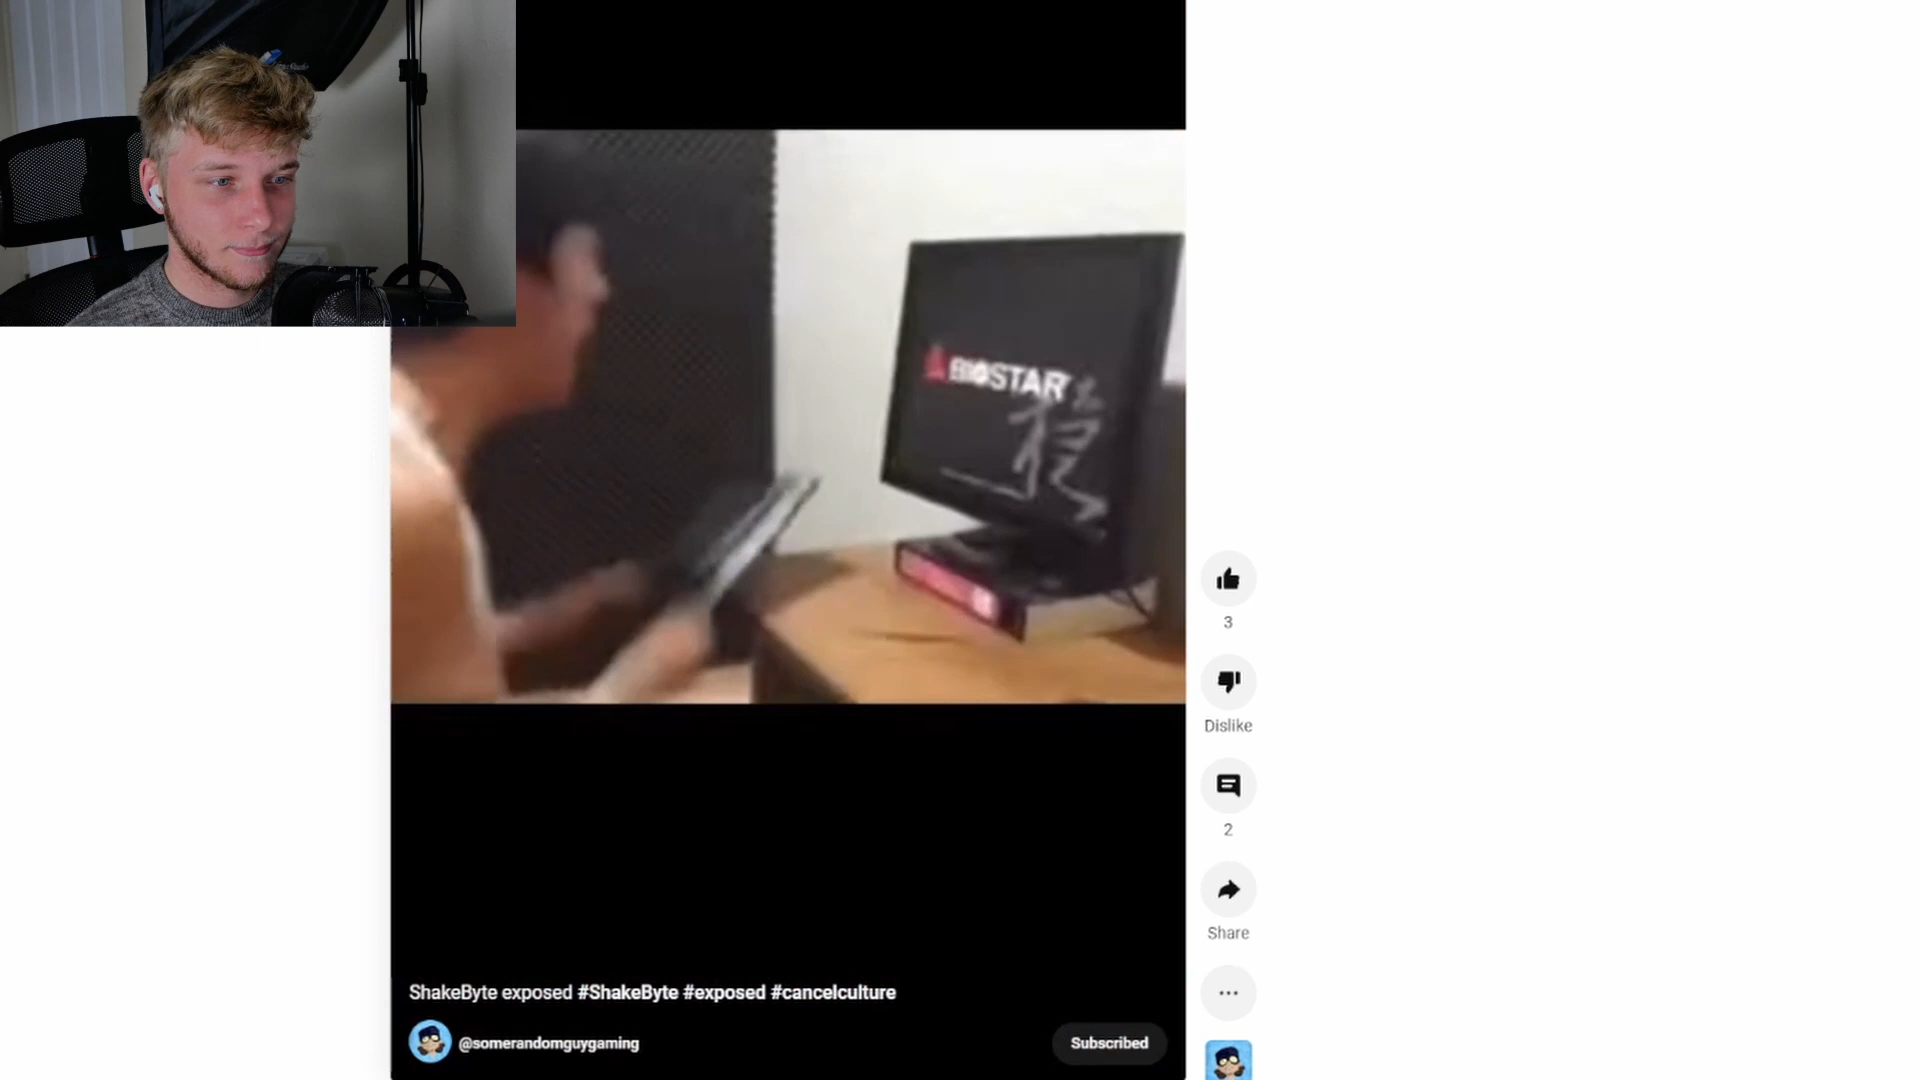 BIOSTAR
3
Dislike
2
Share
ShakeByte exposed #ShakeByte #exposed #cancelculture
@somerandomguygaming
Subscribed